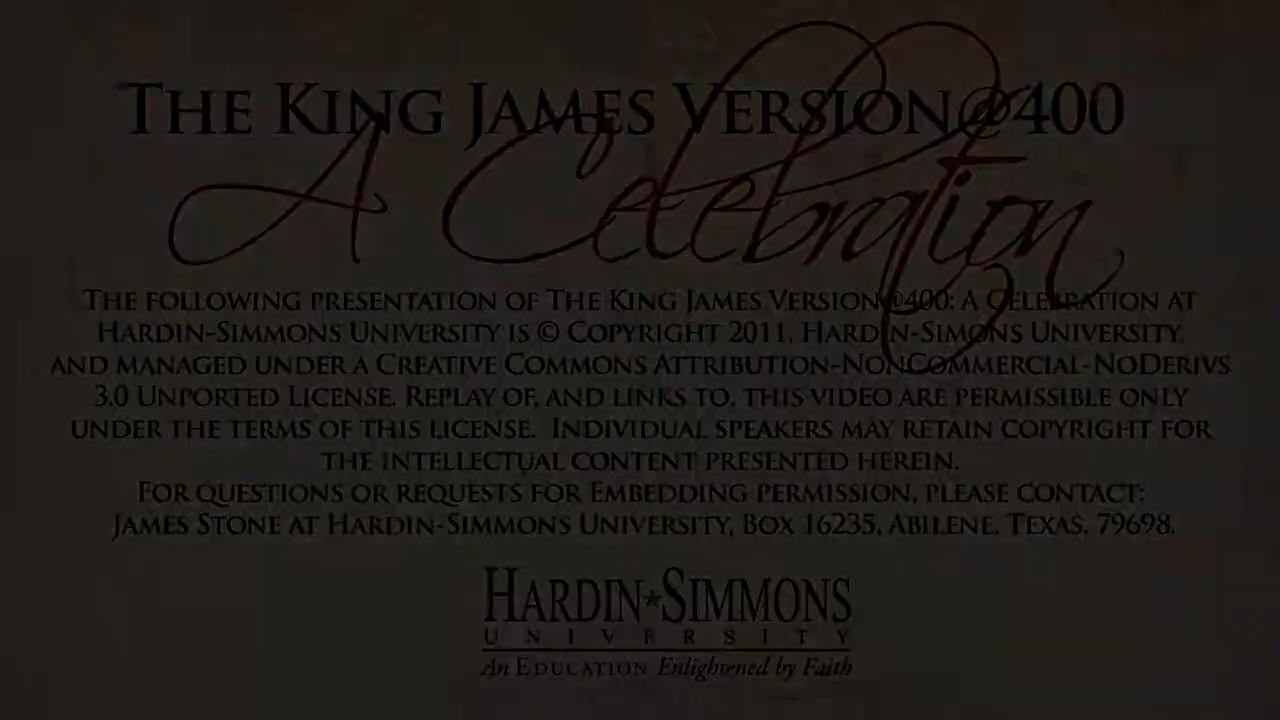 THE KING JAMES VERSION@400
A Celebration
THE FOLLOWING PRESENTATION OF THE KING JAMES VERSION@400: A CELEBRATION AT
HARDIN-SIMMONS UNIVERSITY IS © COPYRIGHT 2011, HARDIN-SIMONS UNIVERSITY,
AND MANAGED UNDER A CREATIVE COMMONS ATTRIBUTION-NONCOMMERCIAL-NODERIVS
3.0 UNPORTED LICENSE. REPLAY OF, AND LINKS TO, THIS VIDEO ARE PERMISSIBLE ONLY
UNDER THE TERMS OF THIS LICENSE. INDIVIDUAL SPEAKERS MAY RETAIN COPYRIGHT FOR
THE INTELLECTUAL CONTENT PRESENTED HEREIN.
FOR QUESTIONS OR REQUESTS FOR EMBEDDING PERMISSION, PLEASE CONTACT:
JAMES STONE AT HARDIN-SIMMONS UNIVERSITY, BOX 16235, ABILENE, TEXAS, 79698.
HARDIN★SIMMONS
UNIVERSITY
An EDUCATION Enlightened by Faith